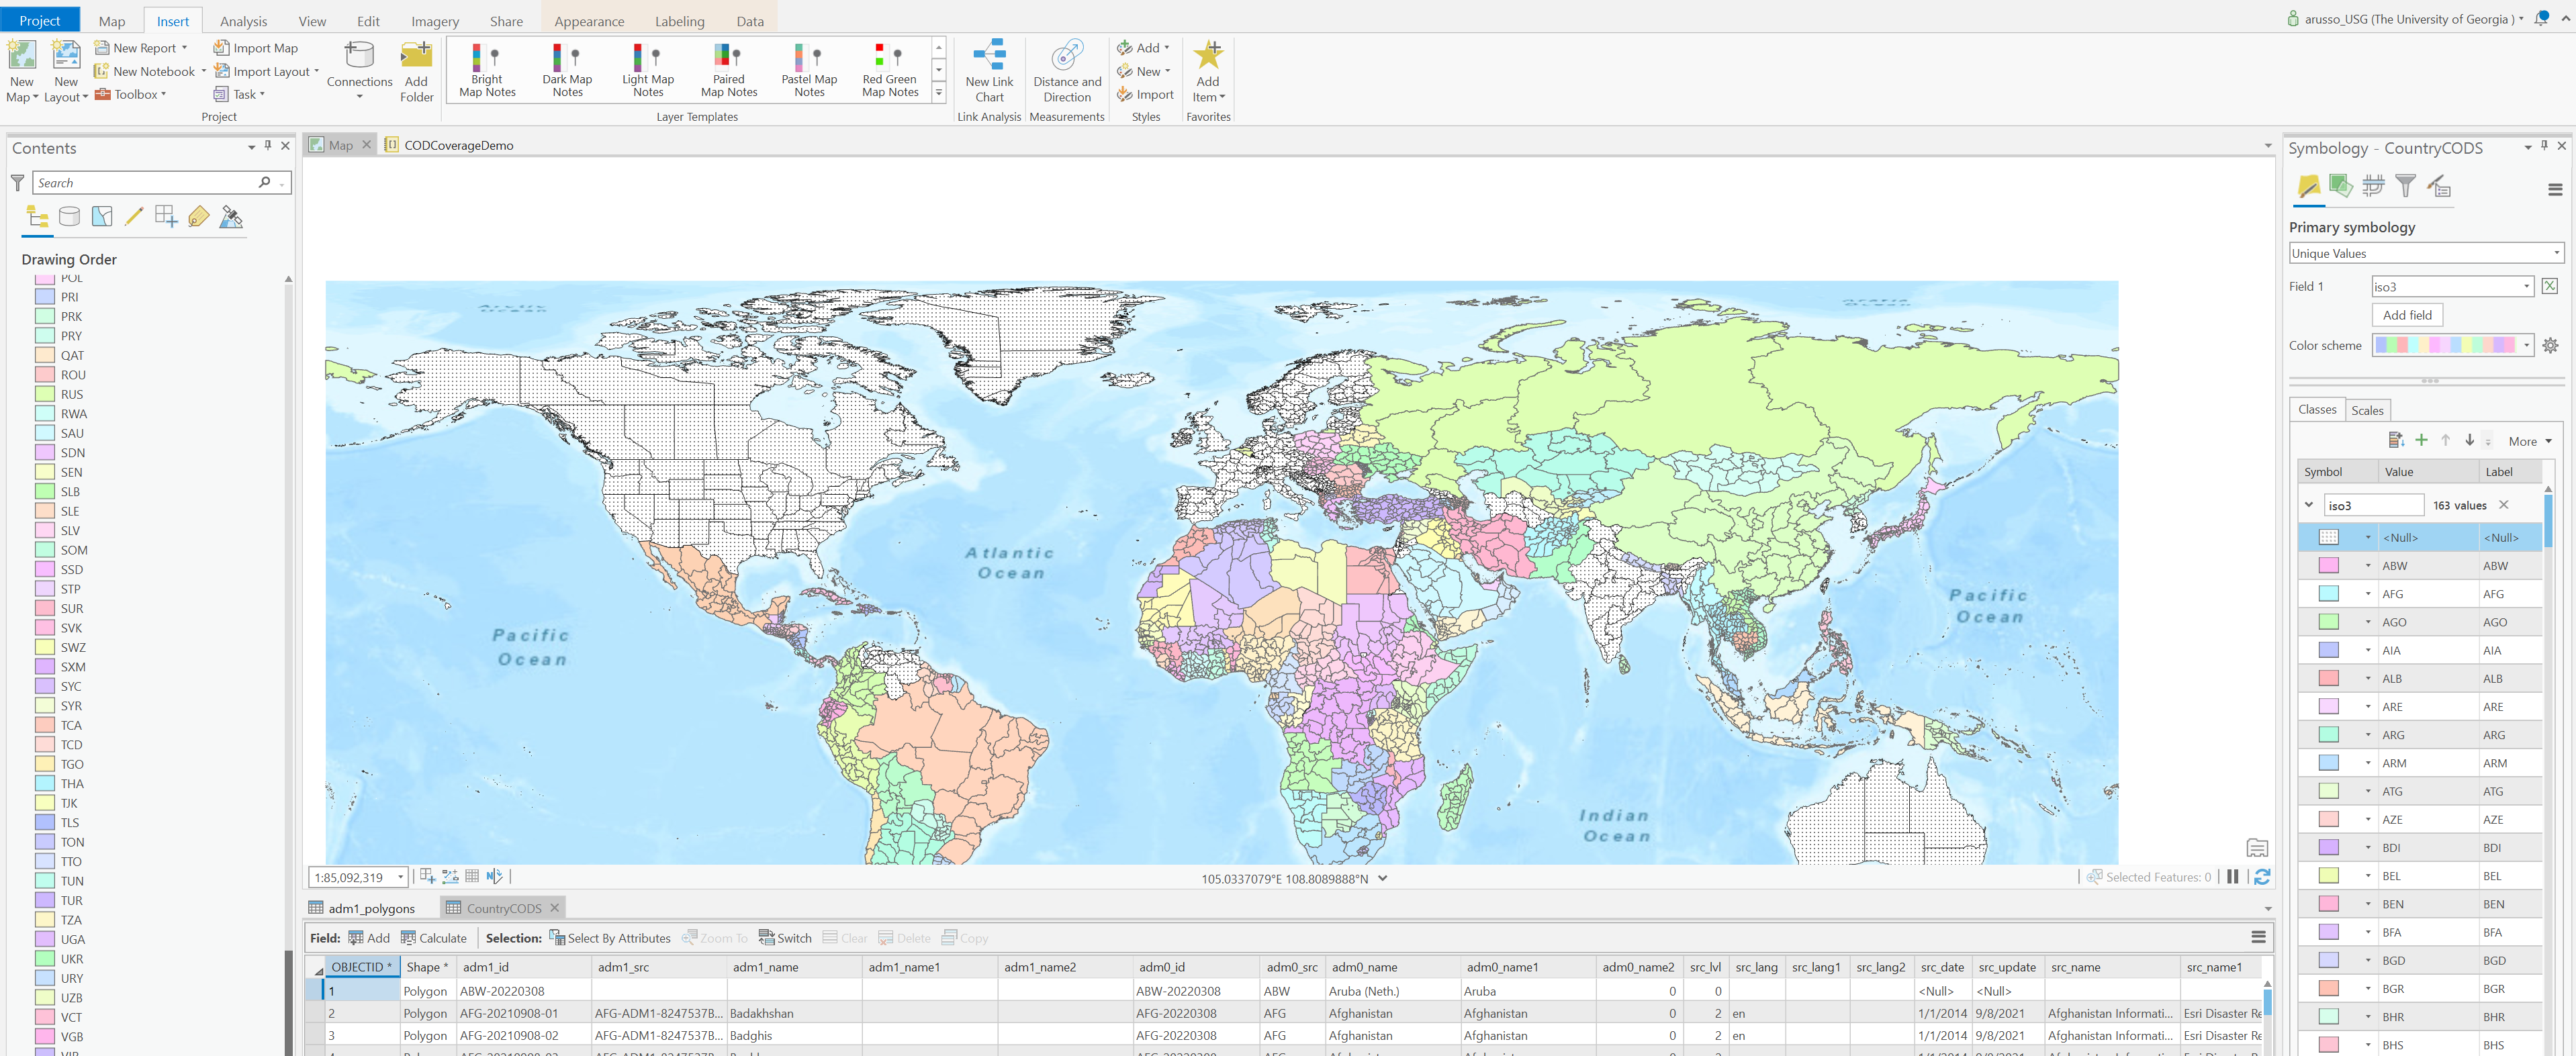 Project Map Insert Analysis View Edit Imagery Share Appearance Labeling Data
arusso_USG (The University of Georgia )
New Map
New Layout
New Report
New Notebook
Toolbox
Import Map
Import Layout
Task
Connections
Add Folder
Project
Bright Map Notes
Dark Map Notes
Light Map Notes
Paired Map Notes
Pastel Map Notes
Red Green Map Notes
Layer Templates
New Link Chart
Link Analysis
Distance and Direction
Measurements
Add
New
Import
Styles
Add Item
Favorites
Contents
Search
Drawing Order
POL
PRI
PRK
PRY
QAT
ROU
RUS
RWA
SAU
SDN
SEN
SLB
SLE
SLV
SOM
SSD
STP
SUR
SVK
SWZ
SXM
SYC
SYR
TCA
TCD
TGO
THA
TJK
TLS
TON
TTO
TUN
TUR
TZA
UGA
UKR
URY
UZB
VCT
VGB
Map
CODCoverageDemo
Atlantic
Ocean
Pacific
Ocean
Pacific
Ocean
Indian
Ocean
1:85,092,319
105.0337079°E 108.8089888°N
Selected Features: 0
adm1_polygons
CountryCODS
Field: Add Calculate Selection: Select By Attributes Zoom To Switch Clear Delete Copy
OBJECTID * Shape * adm1_id adm1_src adm1_name adm1_name1 adm1_name2 adm0_id adm0_src adm0_name adm0_name1 adm0_name2 src_lvl src_lang src_lang1 src_lang2 src_date src_update src_name src_name1
1 Polygon ABW-20220308 ABW-20220308 ABW Aruba (Neth.) Aruba 0 0 <Null> <Null>
2 Polygon AFG-20210908-01 AFG-ADM1-8247537B... Badakhshan AFG-20220308 AFG Afghanistan Afghanistan 0 2 en 1/1/2014 9/8/2021 Afghanistan Informati... Esri Disaster Re
3 Polygon AFG-20210908-02 AFG-ADM1-8247537B... Badghis AFG-20220308 AFG Afghanistan Afghanistan 0 2 en 1/1/2014 9/8/2021 Afghanistan Informati... Esri Disaster Re
Symbology - CountryCODS
Primary symbology
Unique Values
Field 1 iso3
Add field
Color scheme
Classes Scales
More
Symbol Value Label
iso3 163 values
<Null> <Null>
ABW ABW
AFG AFG
AGO AGO
AIA AIA
ALB ALB
ARE ARE
ARG ARG
ARM ARM
ATG ATG
AZE AZE
BDI BDI
BEL BEL
BEN BEN
BFA BFA
BGD BGD
BGR BGR
BHR BHR
BHS BHS